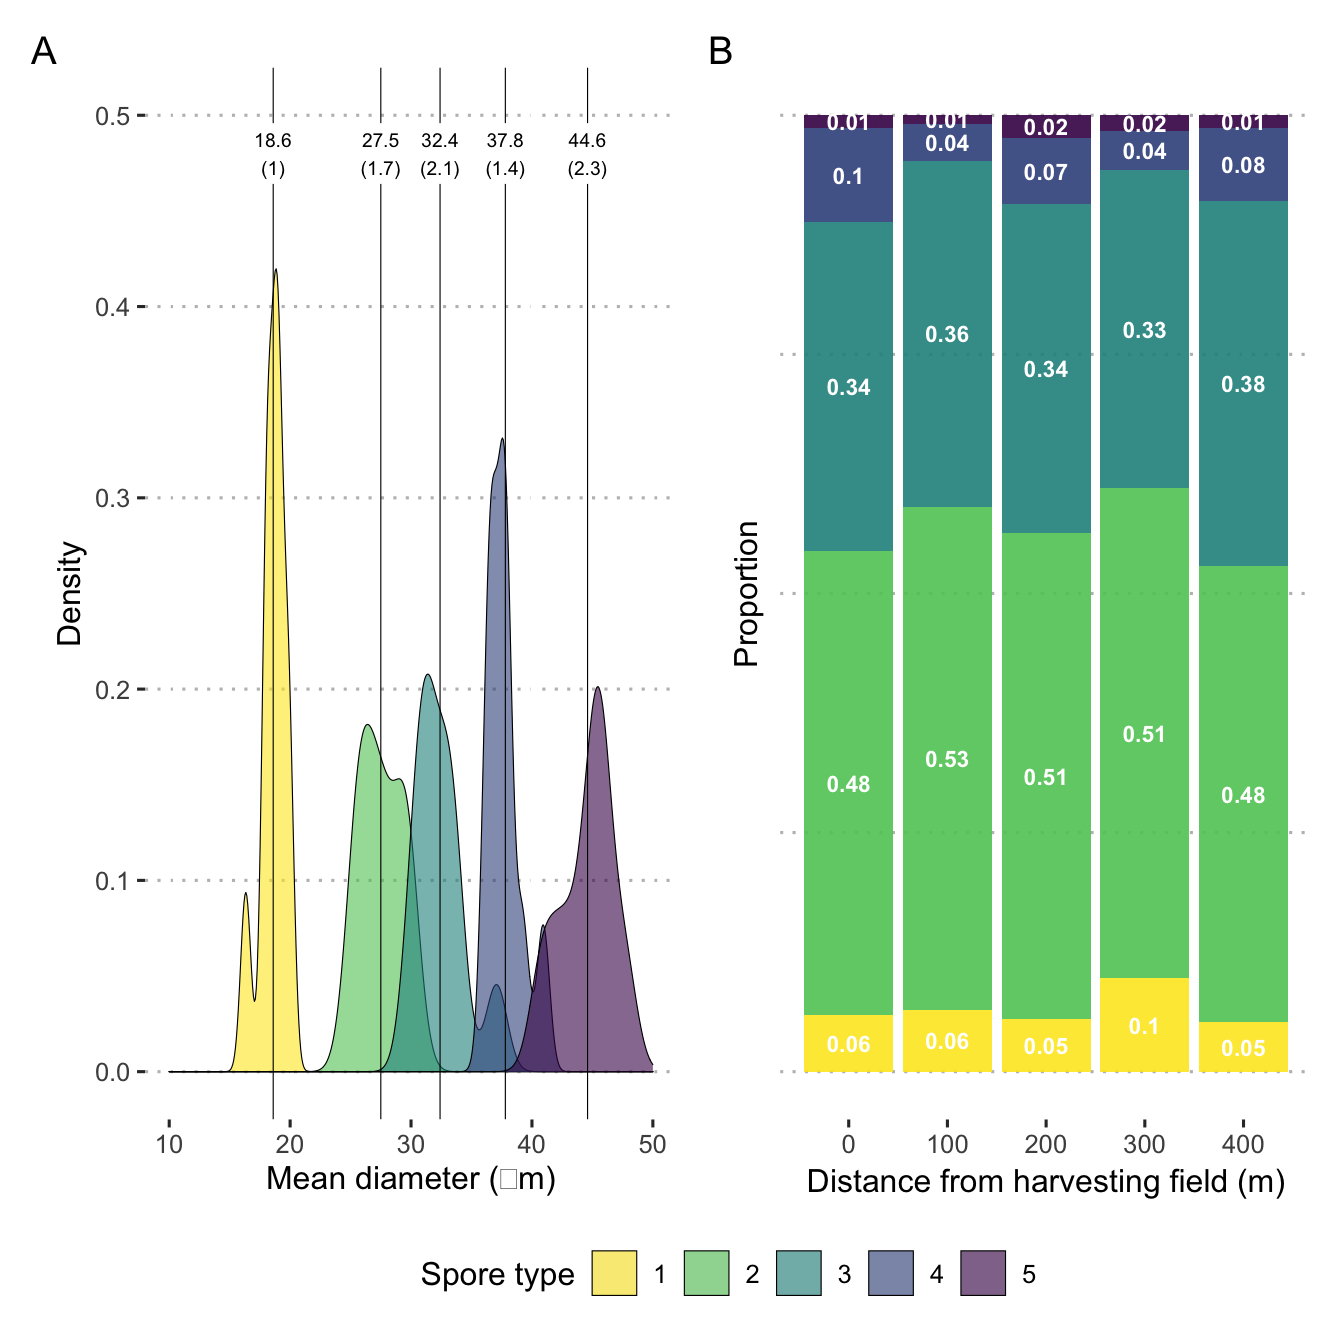 A
B
0.5
0.4
0.3
0.2
0.1
0.0
Density
18.6 27.5 32.4 37.8 44.6
(1) (1.7) (2.1) (1.4) (2.3)
10 20 30 40 50
Mean diameter (□m)
Proportion
0.01 0.01 0.02 0.02 0.01
0.1 0.04 0.07 0.04 0.08
0.34 0.36 0.34 0.33 0.38
0.48 0.53 0.51 0.51 0.48
0.06 0.06 0.05 0.1 0.05
0 100 200 300 400
Distance from harvesting field (m)
Spore type 1 2 3 4 5